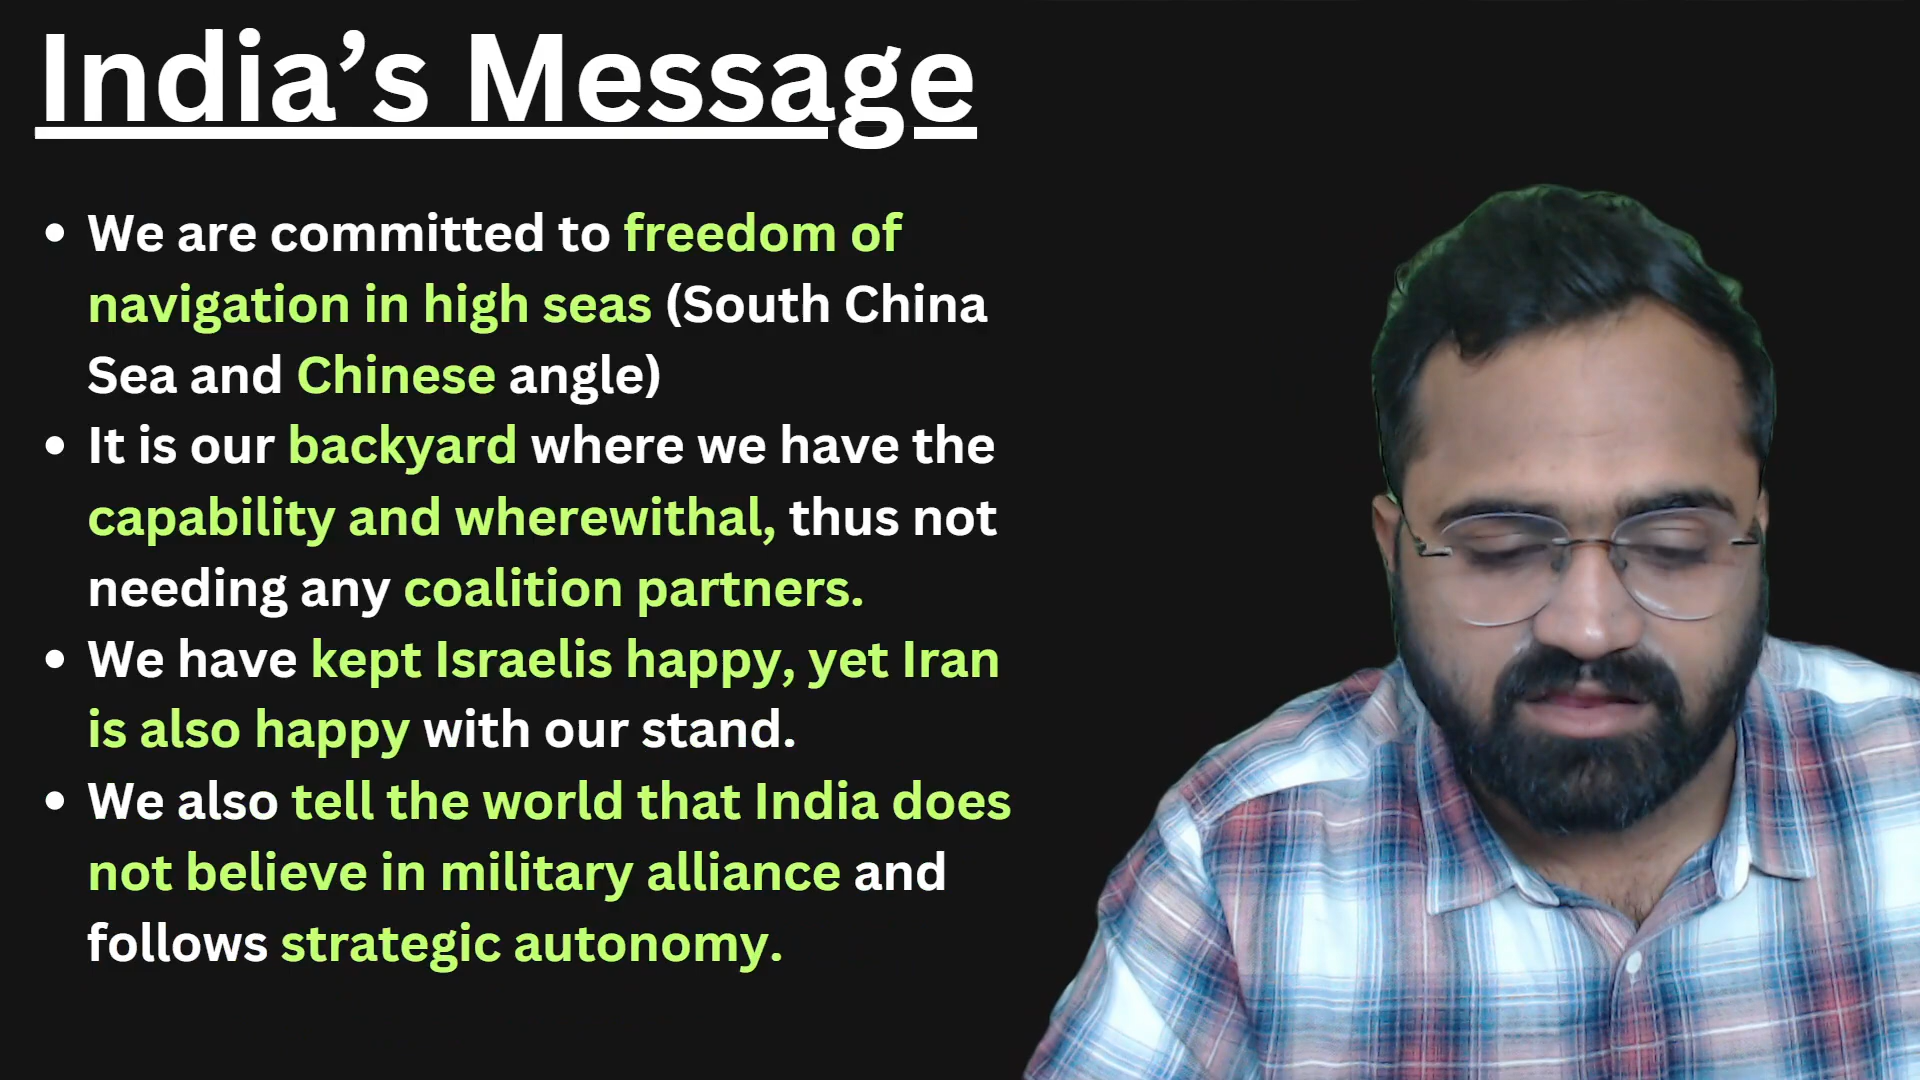 India’s Message
• We are committed to freedom of
navigation in high seas (South China
Sea and Chinese angle)
• It is our backyard where we have the
capability and wherewithal, thus not
needing any coalition partners.
• We have kept Israelis happy, yet Iran
is also happy with our stand.
• We also tell the world that India does
not believe in military alliance and
follows strategic autonomy.